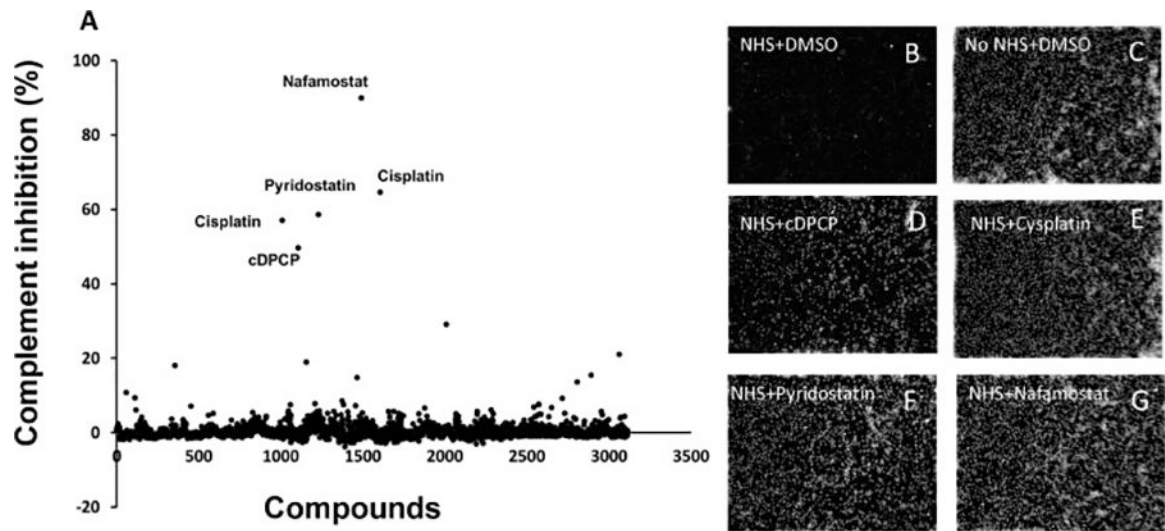 A
Complement inhibition (%)
100
80
60
40
20
0
-20
Nafamostat
Pyridostatin
Cisplatin
Cisplatin
cDPCP
0
500
1000
1500
2000
2500
3000
3500
Compounds
NHS+DMSO
B
No NHS+DMSO
C
NHS+cDPCP
D
NHS+Cysplatin
E
NHS+Pyridostatin
F
NHS+Nafamostat
G